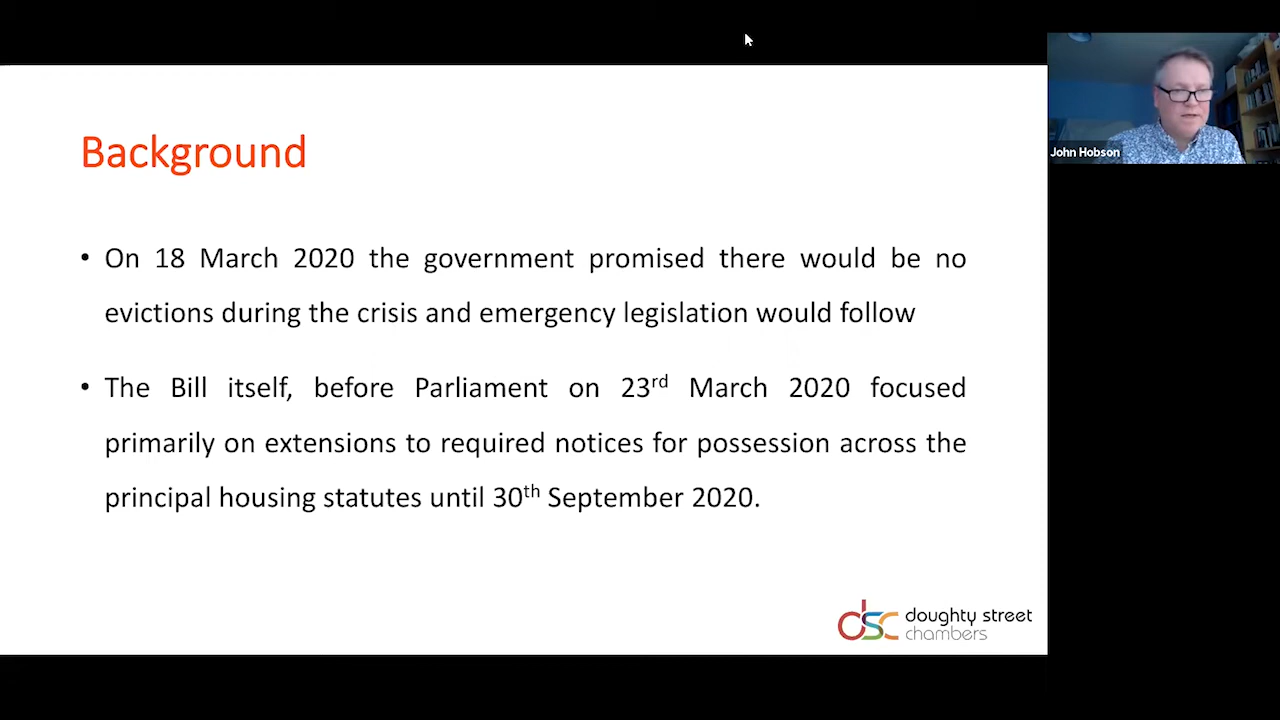 Background
• On 18 March 2020 the government promised there would be no
evictions during the crisis and emergency legislation would follow
• The Bill itself, before Parliament on 23rd March 2020 focused
primarily on extensions to required notices for possession across the
principal housing statutes until 30th September 2020.
dsc doughty street
chambers
John Hobson